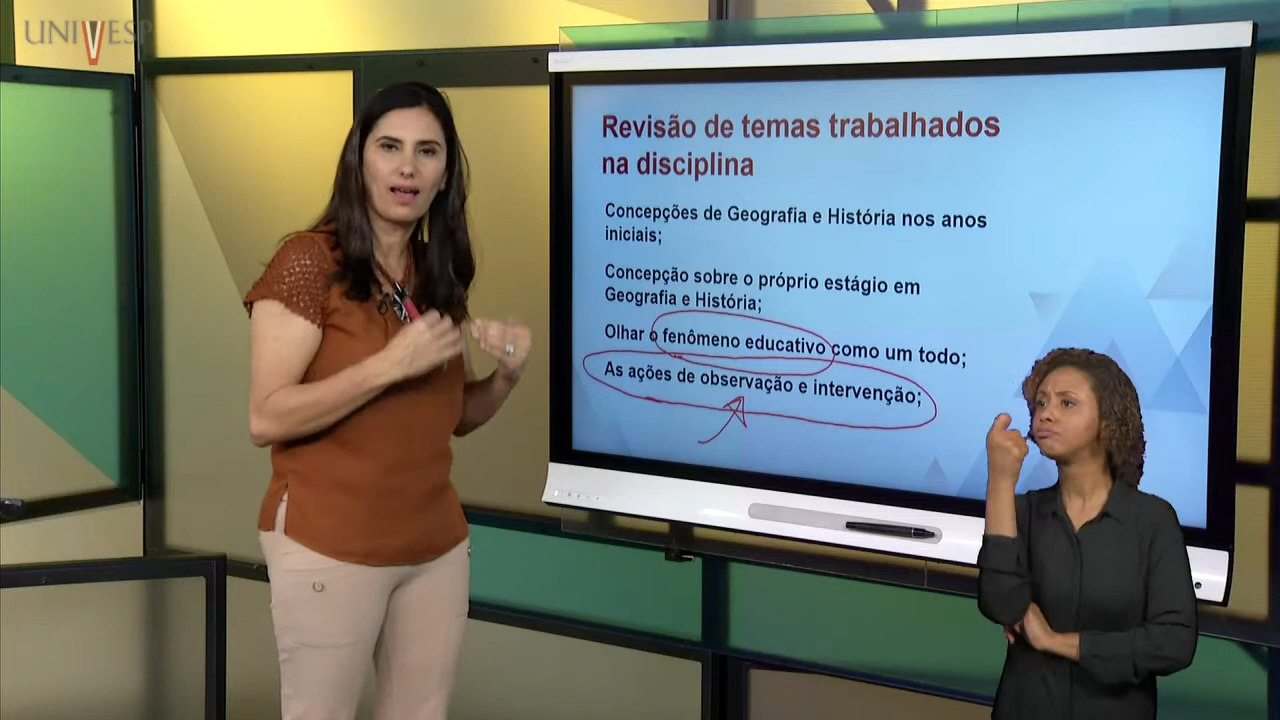 UNIVESP
Revisão de temas trabalhados
na disciplina
Concepções de Geografia e História nos anos
iniciais;
Concepção sobre o próprio estágio em
Geografia e História;
Olhar o fenômeno educativo como um todo;
As ações de observação e intervenção;